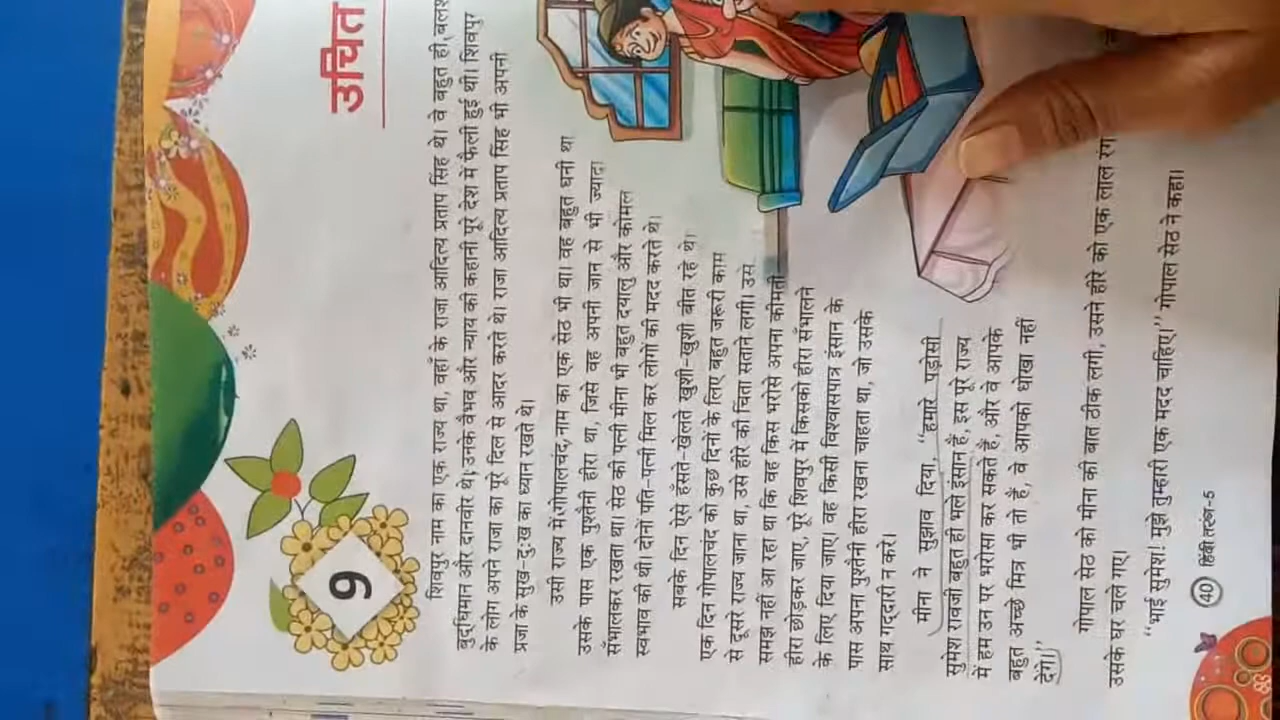 9
उचित
शिवपुर नाम का एक राज्य था, वहाँ के राजा आदित्य प्रताप सिंह थे। वे बहुत ही
बुद्धिमान और दानवीर थे, उनके वैभव और न्याय की कहानी पूरे देश में फैली हुई थी। शिवपुर
के लोग अपने राजा का पूरे दिल से आदर करते थे। राजा आदित्य प्रताप सिंह भी अपनी
प्रजा के सुख-दुःख का ध्यान रखते थे।
उसी राज्य में गोपालचंद नाम का एक सेठ भी था। वह बहुत धनी था
उसके पास एक पुश्तैनी हीरा था, जिसे वह अपनी जान से भी ज्यादा
सँभालकर रखता था। सेठ की पत्नी मीना भी बहुत दयालु और कोमल
स्वभाव की थी दोनों पति-पत्नी मिल कर लोगों की मदद करते थे।
सबके दिन ऐसे हँसते-खेलते खुशी-खुशी बीत रहे थे।
एक दिन गोपालचंद को कुछ दिनों के लिए बहुत जरूरी काम
से दूसरे राज्य जाना था, उसे हीरे की चिंता सताने लगी। उसे
समझ नहीं आ रहा था कि वह किस भरोसे अपना कीमती
हीरा छोड़कर जाए, पूरे शिवपुर में किसको हीरा सँभालने
के लिए दिया जाए। वह किसी विश्वासपात्र इंसान के
पास अपना पुश्तैनी हीरा रखना चाहता था, जो उसके
साथ गद्दारी न करे।
मीना ने सुझाव दिया, “हमारे पड़ोसी
सुमेश रावजी बहुत ही भले इंसान हैं, इस पूरे राज्य
में हम उन पर भरोसा कर सकते हैं, और वे आपके
बहुत अच्छे मित्र भी तो हैं, वे आपको धोखा नहीं
देंगे।”
गोपाल सेठ को मीना की बात ठीक लगी, उसने हीरे को एक लाल रंग
उसके घर चले गए।
“भाई सुमेश! मुझे तुम्हारी एक मदद चाहिए।” गोपाल सेठ ने कहा।
40 हिंदी तरंग-5